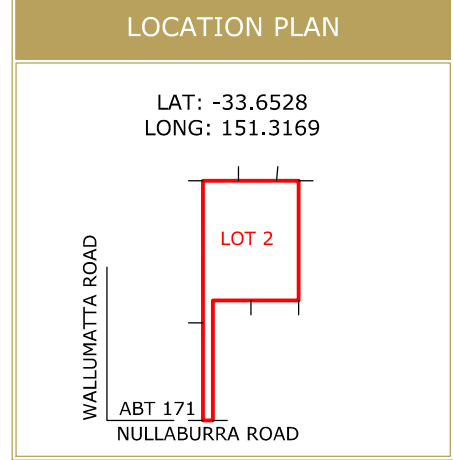 LOCATION PLAN
LAT: -33.6528
LONG: 151.3169
LOT 2
WALLUMATTA ROAD
ABT 171
NULLABURRA ROAD